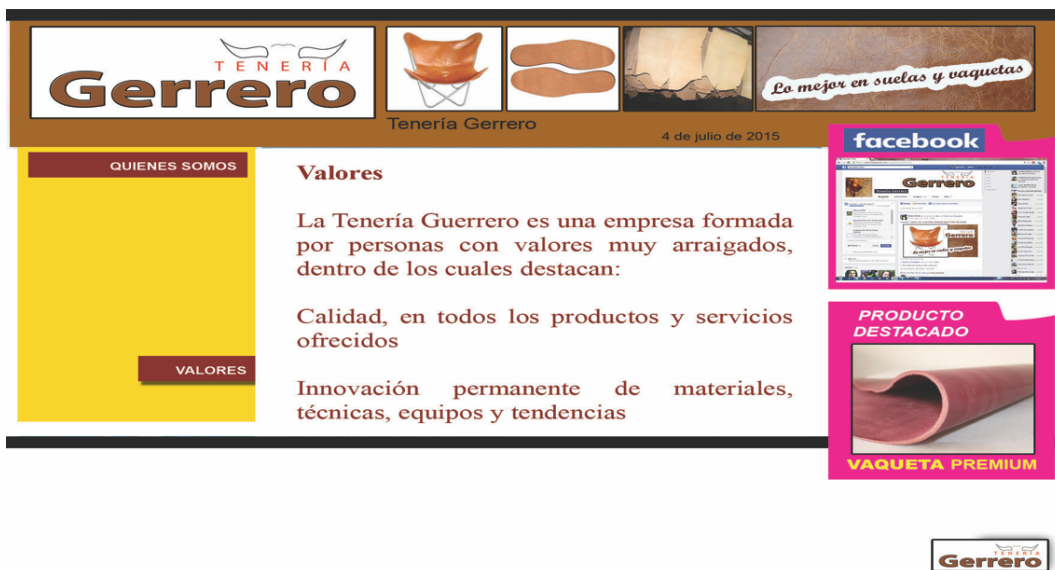 TENERÍA
Gerrero
Lo mejor en suelas y vaquetas
Tenería Gerrero
4 de julio de 2015
facebook
QUIENES SOMOS
VALORES
Valores
La Tenería Guerrero es una empresa formada
por personas con valores muy arraigados,
dentro de los cuales destacan:
Calidad, en todos los productos y servicios
ofrecidos
Innovación permanente de materiales,
técnicas, equipos y tendencias
Gerrero
PRODUCTO
DESTACADO
VAQUETA PREMIUM
TENERÍA
Gerrero